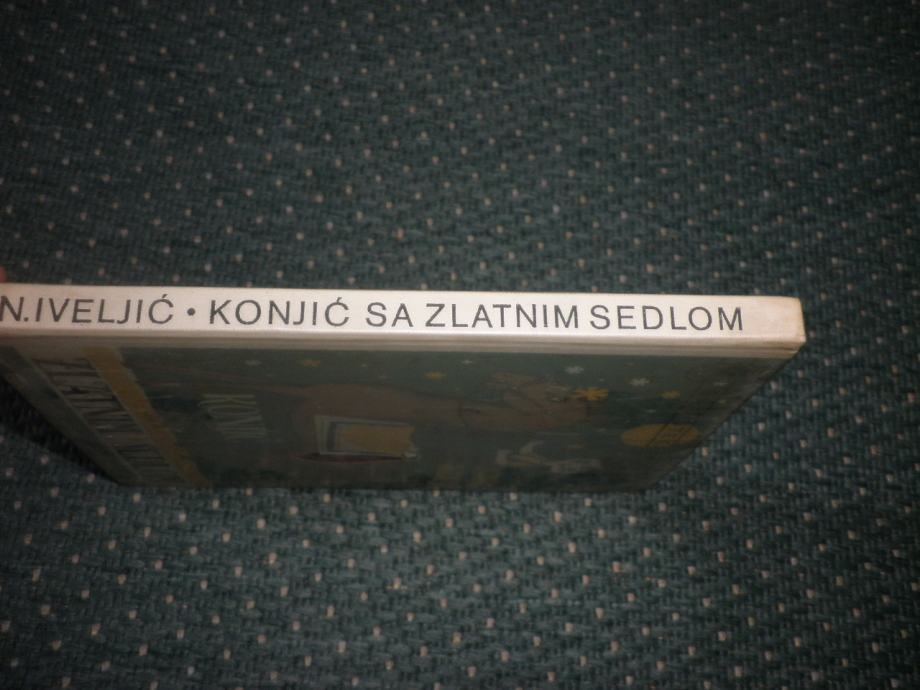 N.IVELJIĆ • KONJIĆ SA ZLATNIM SEDLOM